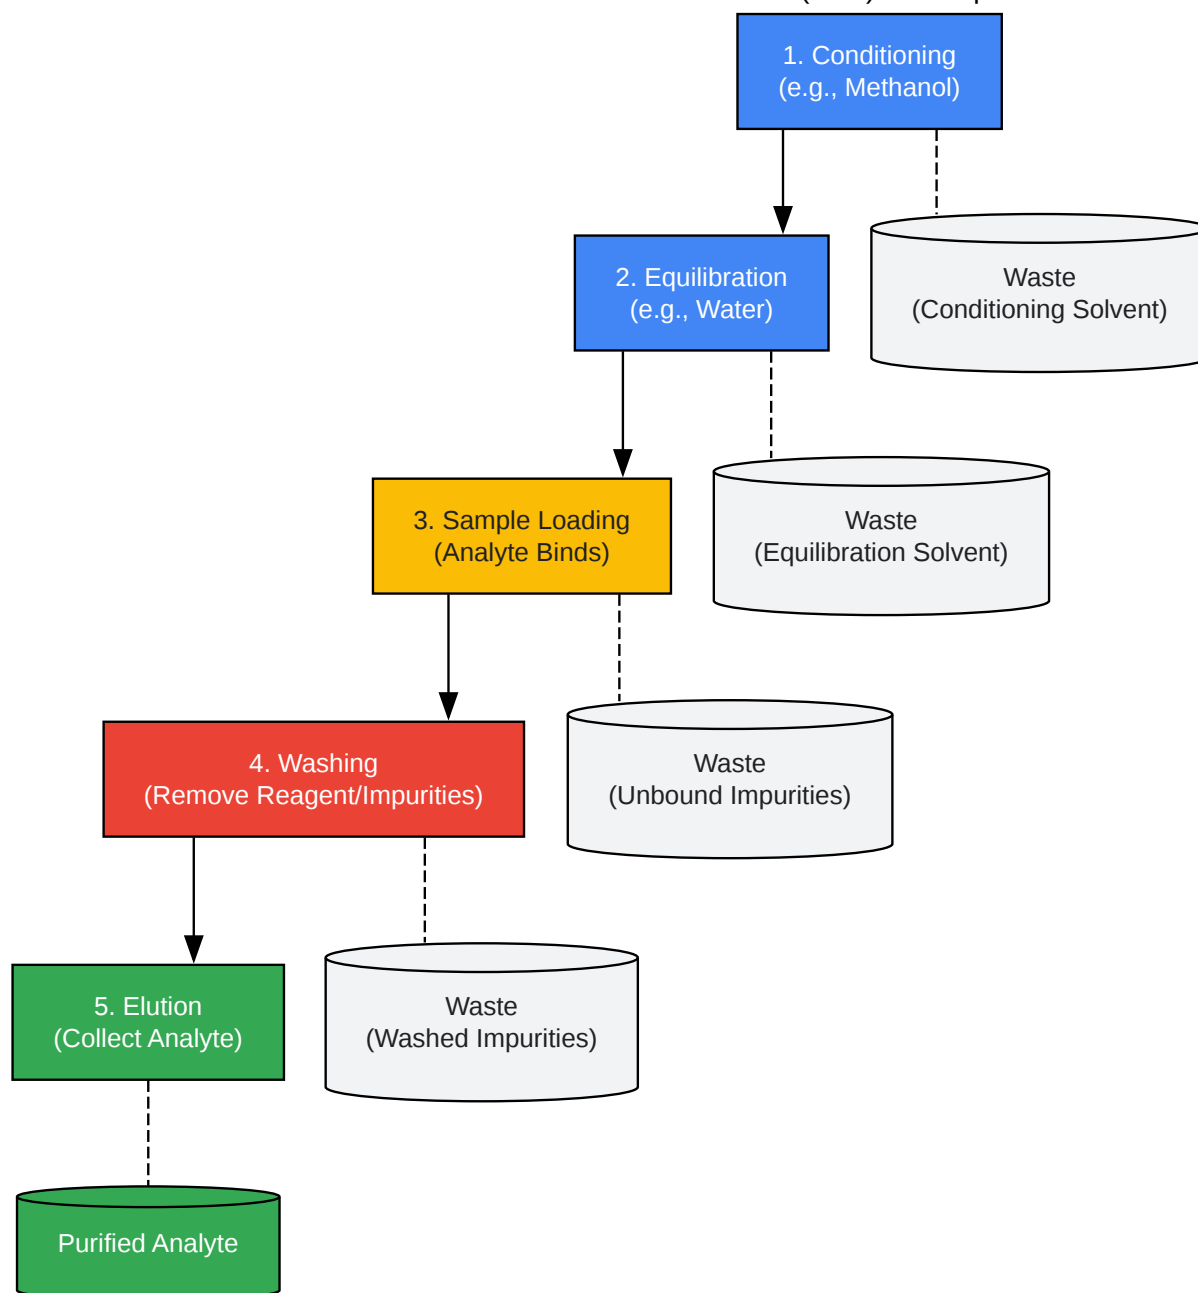 1. Conditioning
(e.g., Methanol)
2. Equilibration
(e.g., Water)
Waste
(Conditioning Solvent)
3. Sample Loading
(Analyte Binds)
Waste
(Equilibration Solvent)
4. Washing
(Remove Reagent/Impurities)
Waste
(Unbound Impurities)
5. Elution
(Collect Analyte)
Waste
(Washed Impurities)
Purified Analyte